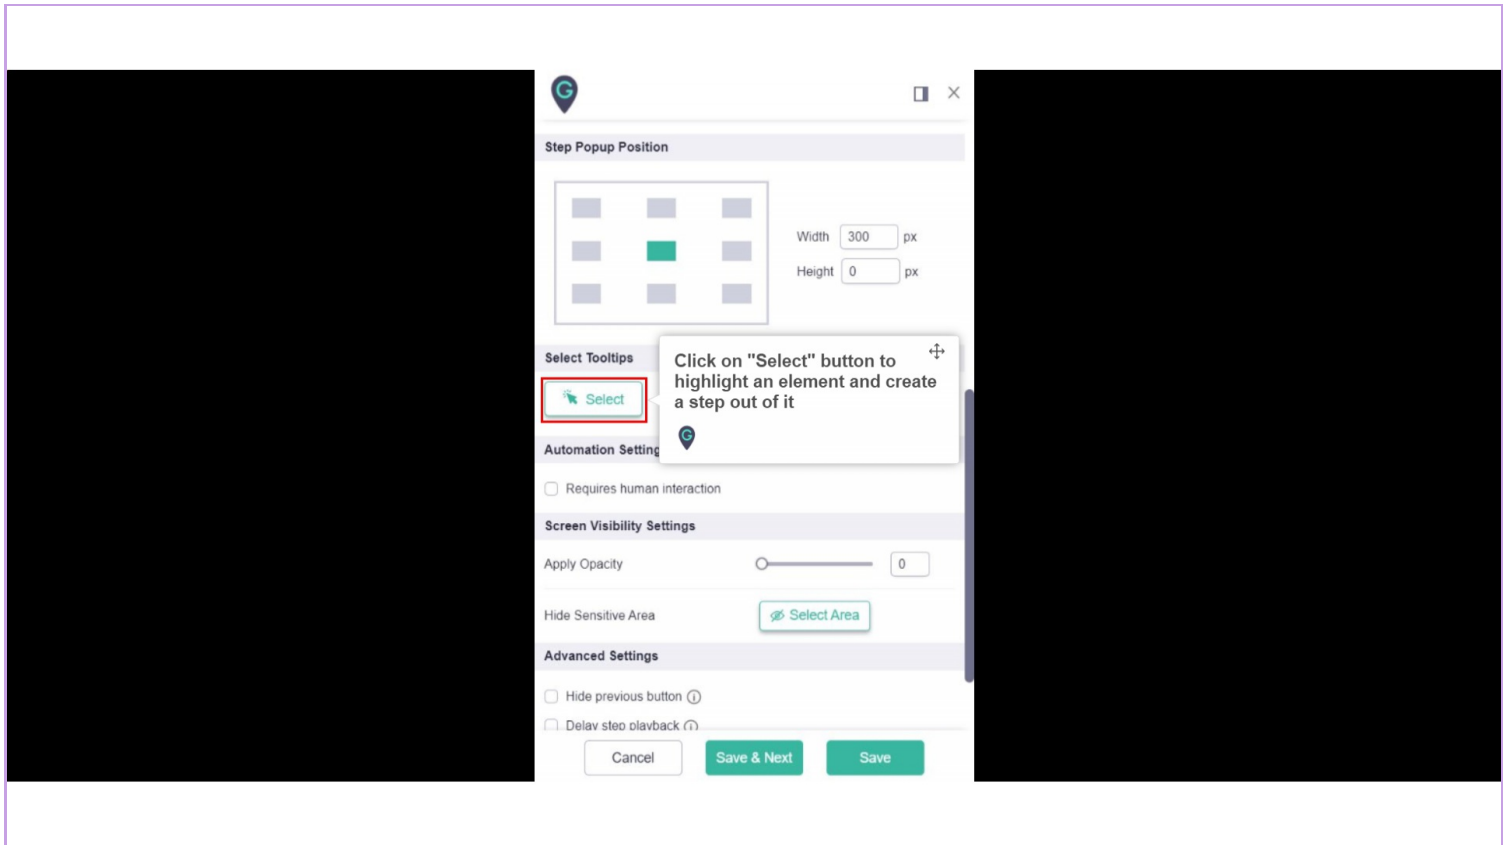 G
Step Popup Position
Width 300 px
Height 0 px
Select Tooltips
Select
Click on "Select" button to
highlight an element and create
a step out of it
G
Automation Setting
Requires human interaction
Screen Visibility Settings
Apply Opacity 0
Hide Sensitive Area Select Area
Advanced Settings
Hide previous button
Delay step playback
Cancel Save & Next Save